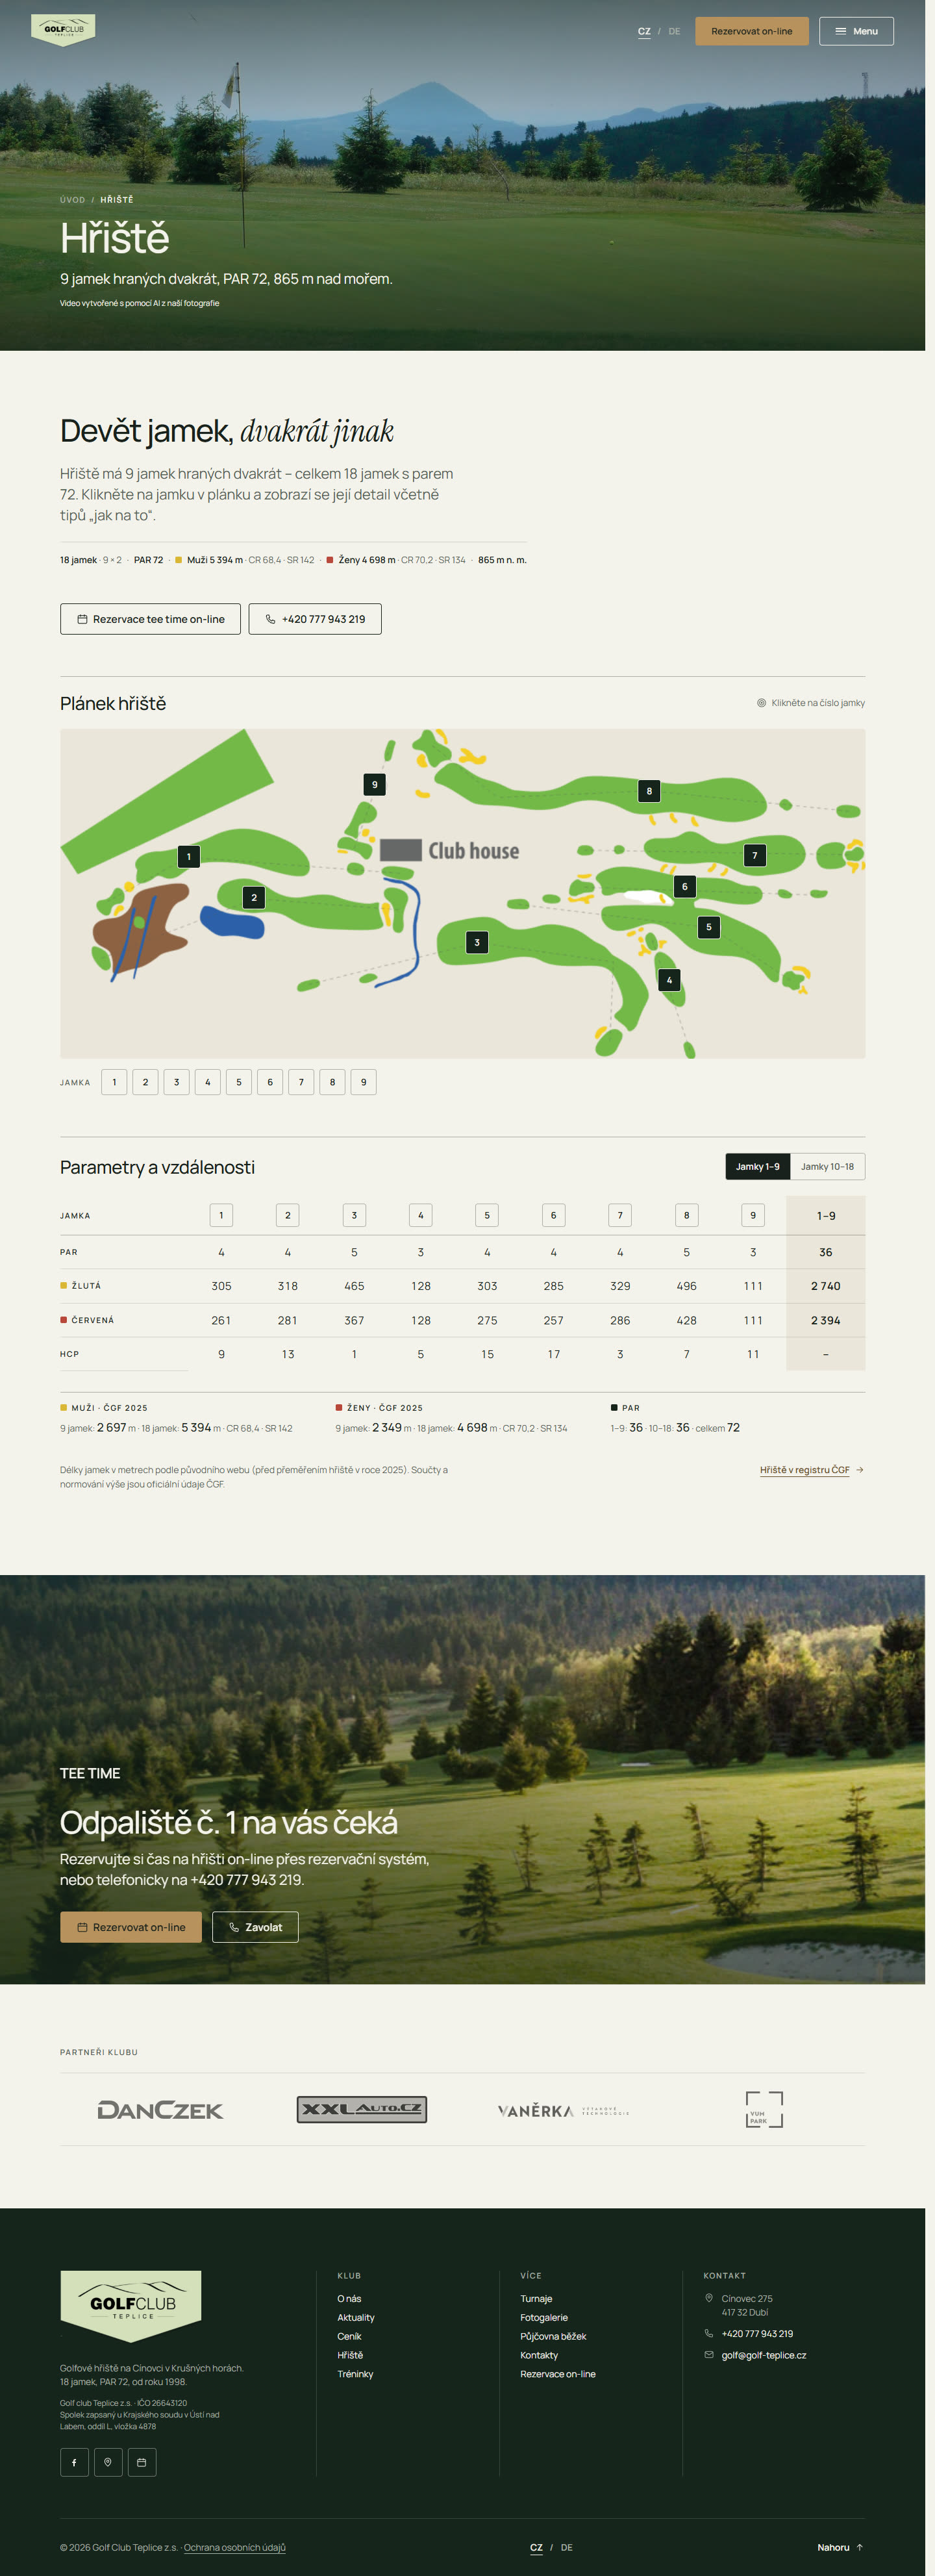 GOLFCLUB
TEPLICE
CZ / DE
Rezervovat on-line
Menu
ÚVOD / HŘIŠTĚ
Hřiště
9 jamek hraných dvakrát, PAR 72, 865 m nad mořem.
Video vytvořené s pomocí AI z naší fotografie
Devět jamek, dvakrát jinak
Hřiště má 9 jamek hraných dvakrát – celkem 18 jamek s parem
72. Klikněte na jamku v plánku a zobrazí se její detail včetně
tipů „jak na to“.
18 jamek · 9 × 2 · PAR 72 · Muži 5 394 m · CR 68,4 · SR 142 · Ženy 4 698 m · CR 70,2 · SR 134 · 865 m n. m.
Rezervace tee time on-line
+420 777 943 219
Plánek hřiště
Klikněte na číslo jamky
9
8
1
Club house
7
6
2
5
3
4
JAMKA 1 2 3 4 5 6 7 8 9
Parametry a vzdálenosti
Jamky 1–9
Jamky 10–18
JAMKA 1 2 3 4 5 6 7 8 9 1–9
PAR 4 4 5 3 4 4 4 5 3 36
ŽLUTÁ 305 318 465 128 303 285 329 496 111 2 740
ČERVENÁ 261 281 367 128 275 257 286 428 111 2 394
HCP 9 13 1 5 15 17 3 7 11 –
MUŽI · ČGF 2025
9 jamek: 2 697 m · 18 jamek: 5 394 m · CR 68,4 · SR 142
ŽENY · ČGF 2025
9 jamek: 2 349 m · 18 jamek: 4 698 m · CR 70,2 · SR 134
PAR
1–9: 36 · 10–18: 36 · celkem 72
Délky jamek v metrech podle původního webu (před přeměřením hřiště v roce 2025). Součty a
normování výše jsou oficiální údaje ČGF.
Hřiště v registru ČGF
TEE TIME
Odpaliště č. 1 na vás čeká
Rezervujte si čas na hřišti on-line přes rezervační systém,
nebo telefonicky na +420 777 943 219.
Rezervovat on-line
Zavolat
PARTNEŘI KLUBU
DANCZEK
XXLAUTO.CZ
VANĚRKA
VÝTAHOVÉ
TECHNOLOGIE
VUM
PARK
GOLFCLUB
TEPLICE
Golfové hřiště na Cínovci v Krušných horách.
18 jamek, PAR 72, od roku 1998.
Golf club Teplice z.s. · IČO 26643120
Spolek zapsaný u Krajského soudu v Ústí nad
Labem, oddíl L, vložka 4878
KLUB
O nás
Aktuality
Ceník
Hřiště
Tréninky
VÍCE
Turnaje
Fotogalerie
Půjčovna běžek
Kontakty
Rezervace on-line
KONTAKT
Cínovec 275
417 32 Dubí
+420 777 943 219
golf@golf-teplice.cz
© 2026 Golf Club Teplice z.s. · Ochrana osobních údajů
CZ / DE
Nahoru